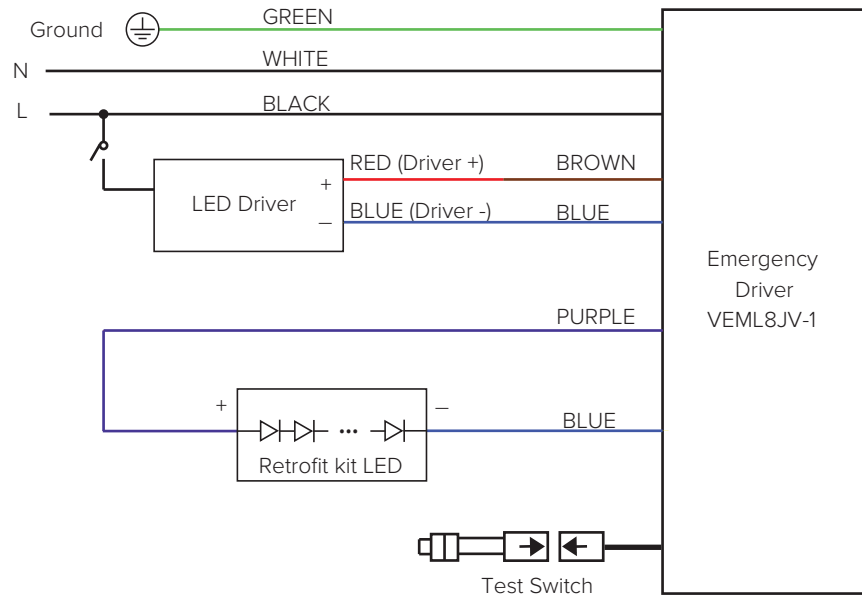 GREEN
Ground
WHITE
N
BLACK
L
RED (Driver +)
BROWN
+
LED Driver
BLUE (Driver -)
BLUE
–
Emergency
Driver
VEML8JV-1
PURPLE
+
–
BLUE
...
Retrofit kit LED
Test Switch